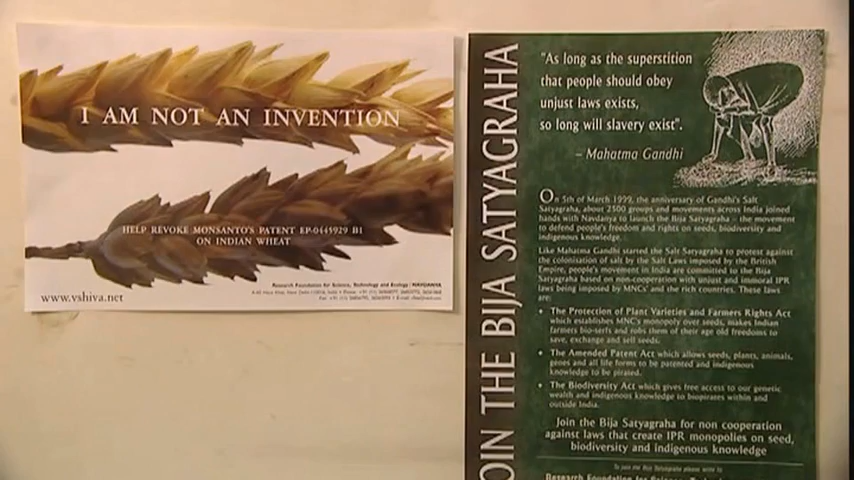 I AM NOT AN INVENTION
HELP REVOKE MONSANTO'S PATENT EP-0445929 B1
ON INDIAN WHEAT
www.vshiva.net
Research Foundation for Science, Technology and Ecology / NAVDANYA
JOIN THE BIJA SATYAGRAHA
"As long as the superstition
that people should obey
unjust laws exists,
so long will slavery exist".
– Mahatma Gandhi
On 5th of March 1999, the anniversary of Gandhi's Salt
Satyagraha, about 2500 groups and movements across India joined
hands with Navdanya to launch the Bija Satyagraha – the movement
to defend people's freedom and rights on seeds, biodiversity and
indigenous knowledge.
Like Mahatma Gandhi started the Salt Satyagraha to protest against
the colonisation of salt by the Salt Laws imposed by the British
Empire, people's movement in India are committed to the Bija
Satyagraha based on non-cooperation with unjust and immoral IPR
laws being imposed by MNCs' and the rich countries. These laws
are:
• The Protection of Plant Varieties and Farmers Rights Act
which establishes MNC's monopoly over seeds, makes Indian
farmers bio-serfs and robs them of their age old freedoms to
save, exchange and sell seeds.
• The Amended Patent Act which allows seeds, plants, animals,
genes and all life forms to be patented and indigenous
knowledge to be pirated.
• The Biodiversity Act which gives free access to our genetic
wealth and indigenous knowledge to biopirates within and
outside India.
Join the Bija Satyagraha for non cooperation
against laws that create IPR monopolies on seed,
biodiversity and indigenous knowledge
To join the Bija Satyagraha please write to